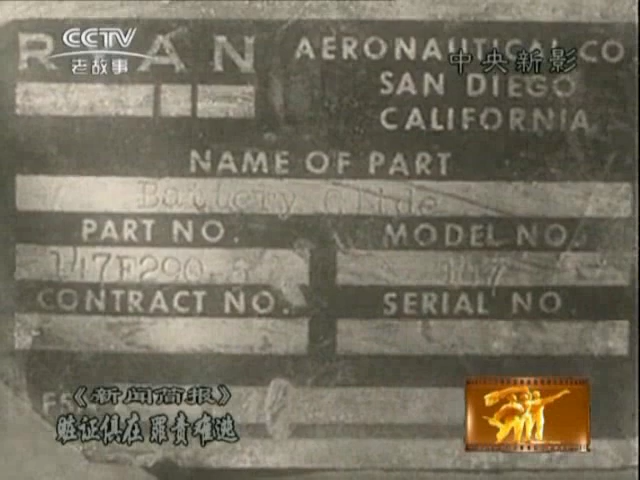 CCTV
老故事
中央新影
R AN
AERONAUTICAL CO
SAN DIEGO
CALIFORNIA
NAME OF PART
Battery Glide
PART NO.
MODEL NO.
147
CONTRACT NO.
SERIAL NO.
《新闻简报》
赃证俱在 罪责难逃